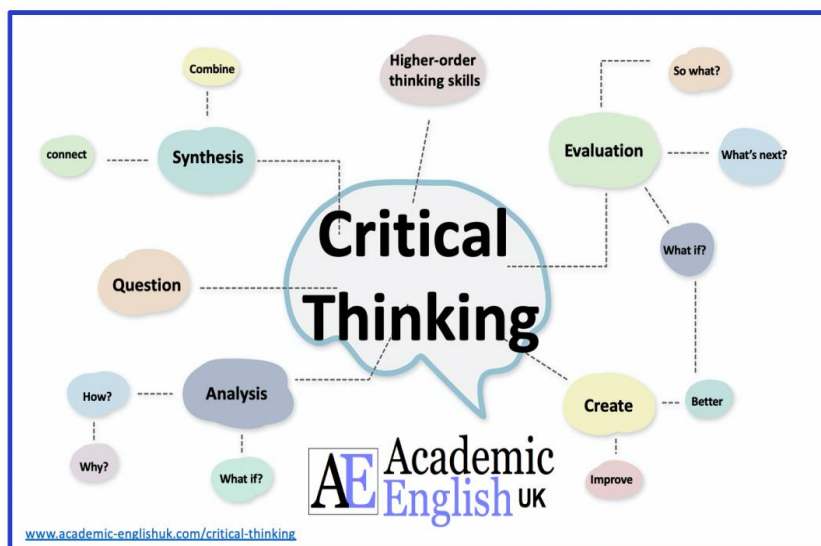 Combine
connect
Synthesis
Higher-order
thinking skills
So what?
Evaluation
What's next?
What if?
Critical
Thinking
Question
How?
Analysis
Why?
What if?
Create
Better
Improve
AE Academic
English UK
www.academic-englishuk.com/critical-thinking